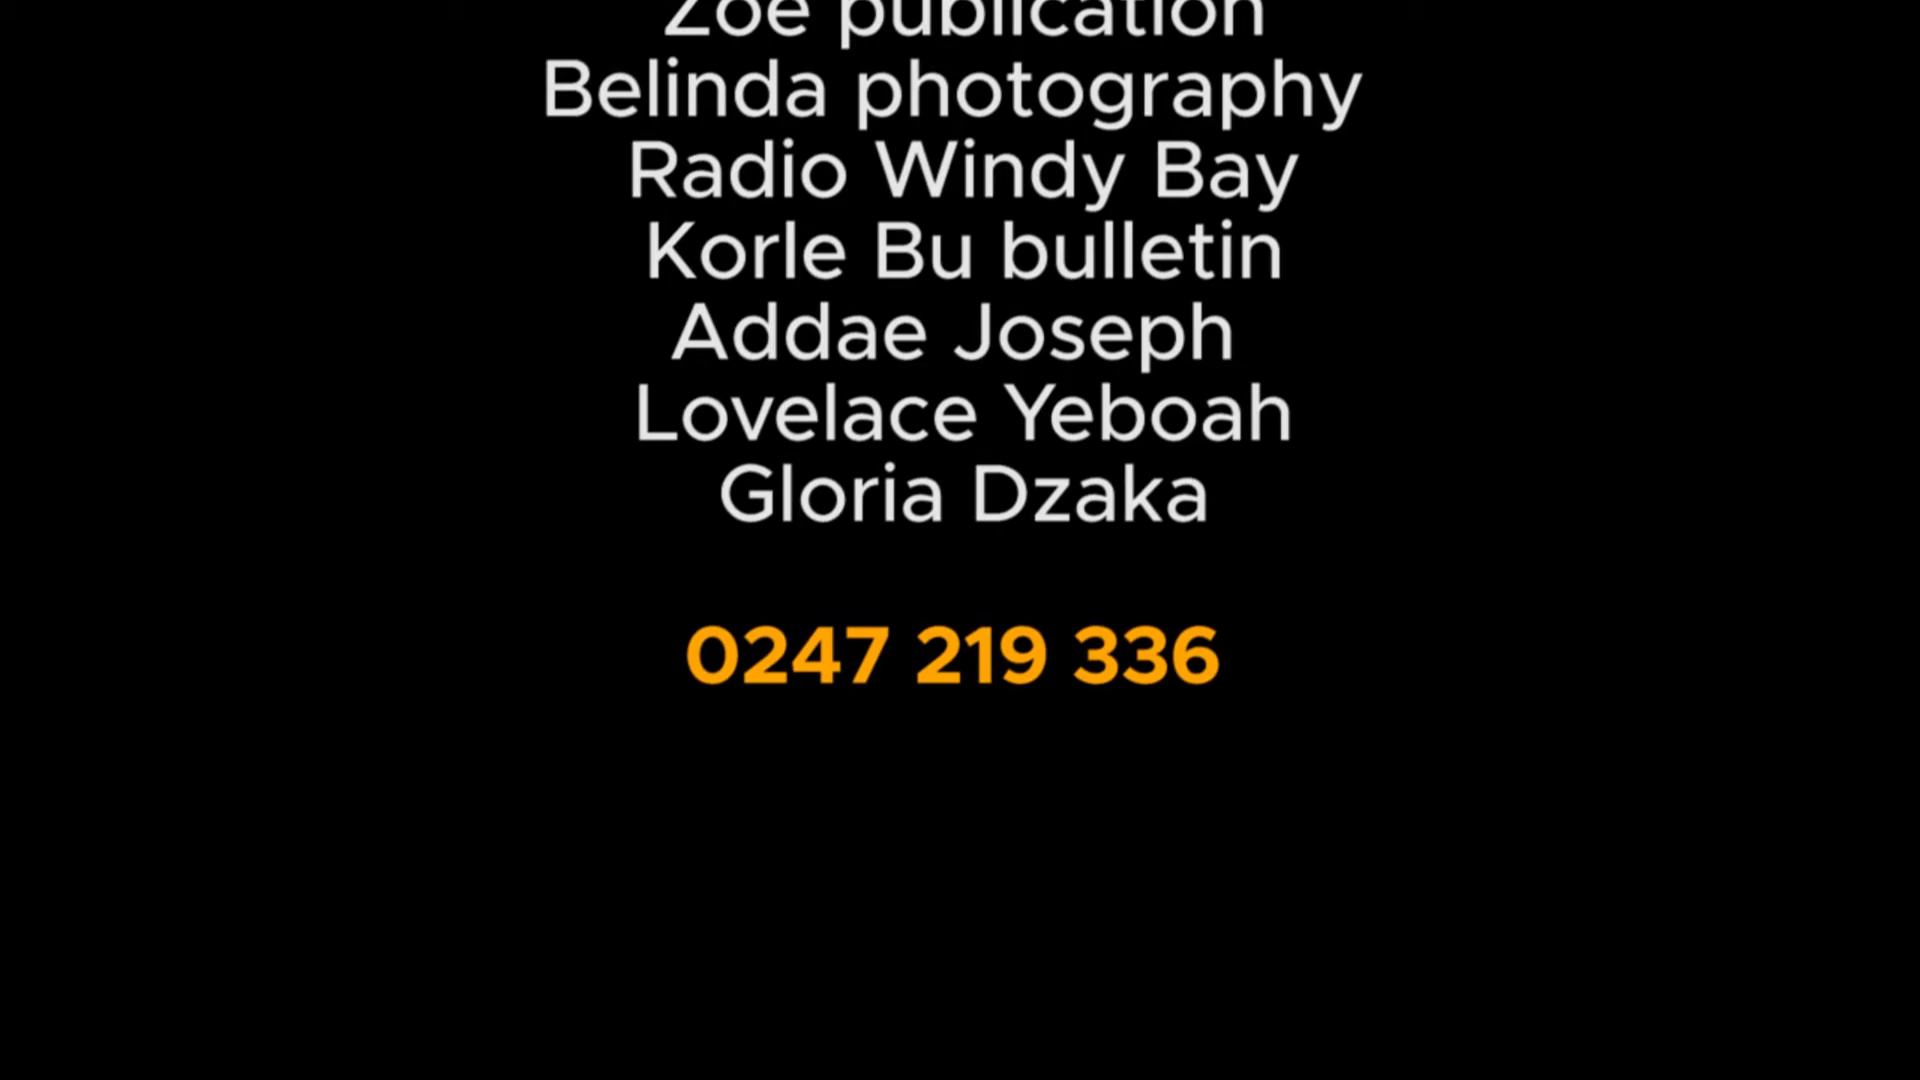 Zoe publication
Belinda photography
Radio Windy Bay
Korle Bu bulletin
Addae Joseph
Lovelace Yeboah
Gloria Dzaka
0247 219 336